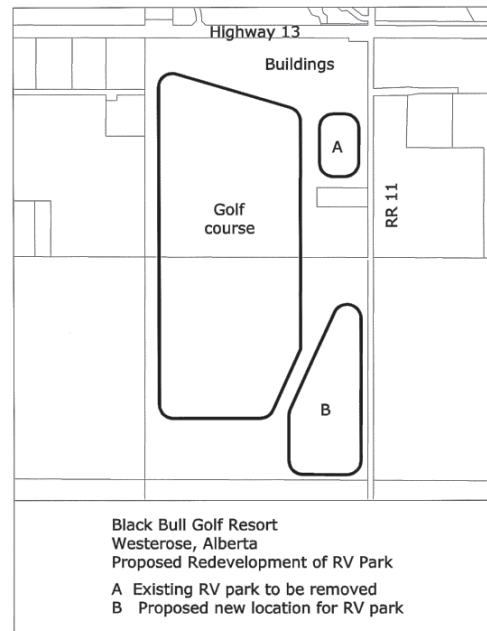 Highway 13
Buildings
A
RR 11
Golf
course
B
Black Bull Golf Resort
Westerose, Alberta
Proposed Redevelopment of RV Park
A Existing RV park to be removed
B Proposed new location for RV park